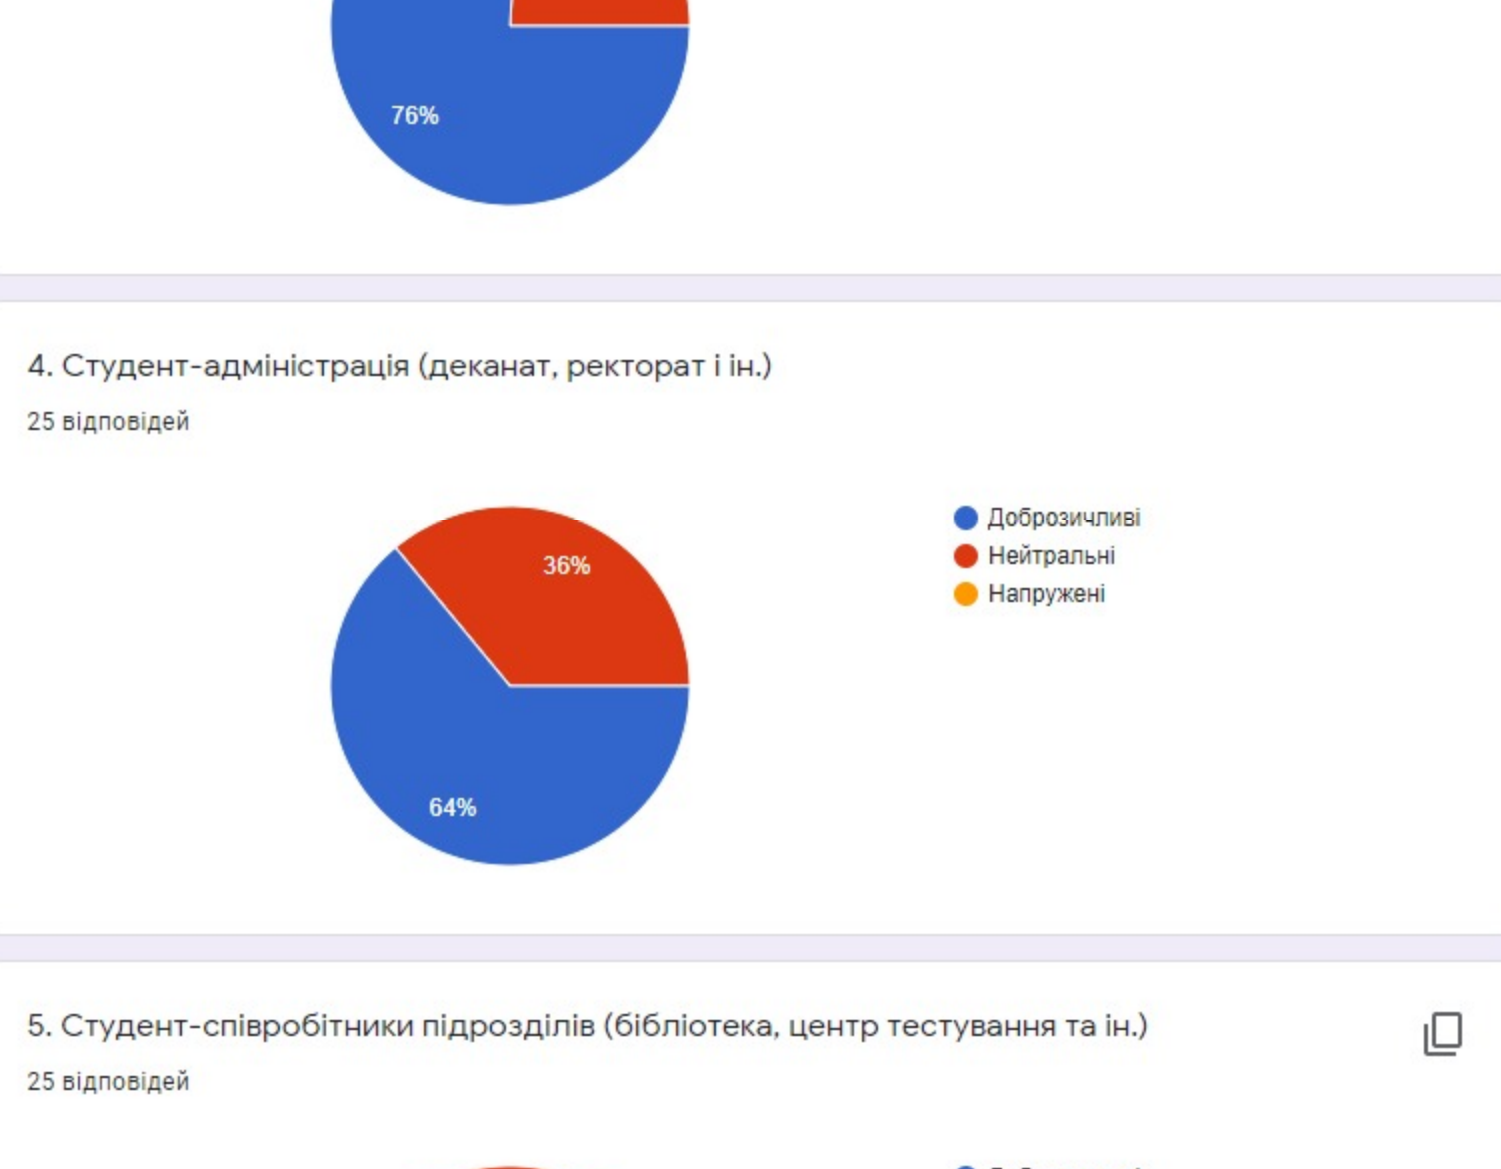 76%
4. Студент-адміністрація (деканат, ректорат і ін.)
25 відповідей
36%
64%
Доброзичливі
Нейтральні
Напружені
5. Студент-співробітники підрозділів (бібліотека, центр тестування та ін.)
25 відповідей